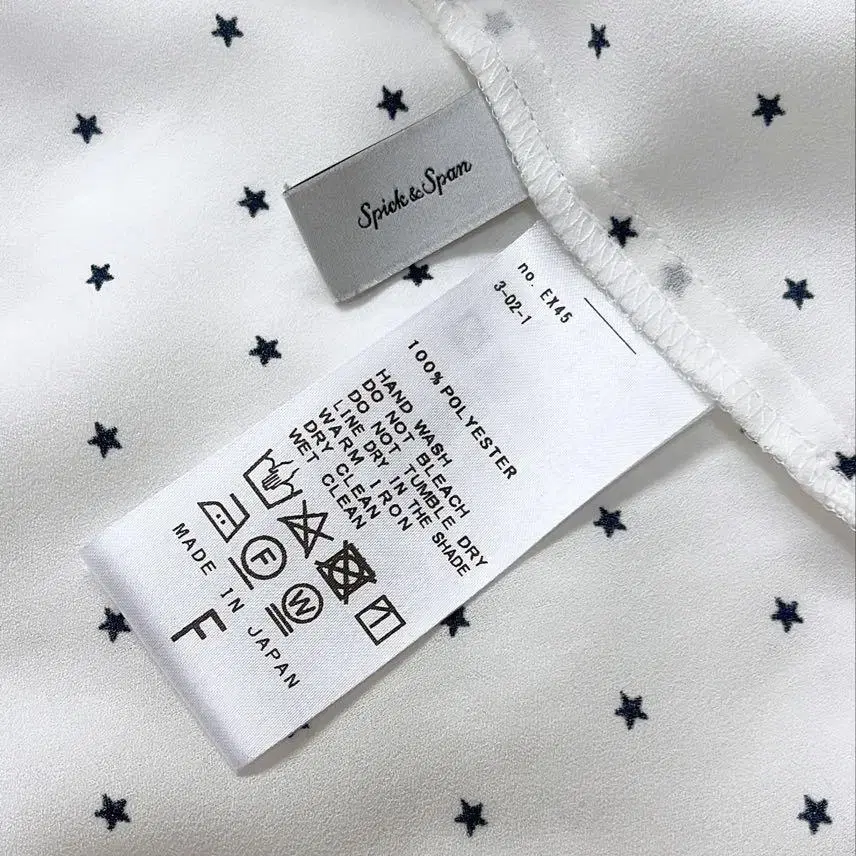 Spick & Span
no. EX45
3-02-1
100% POLYESTER
HAND WASH
DO NOT BLEACH
DO NOT TUMBLE DRY
LINE DRY IN THE SHADE
WARM IRON
DRY CLEAN
WET CLEAN
F
W
MADE IN JAPAN
F